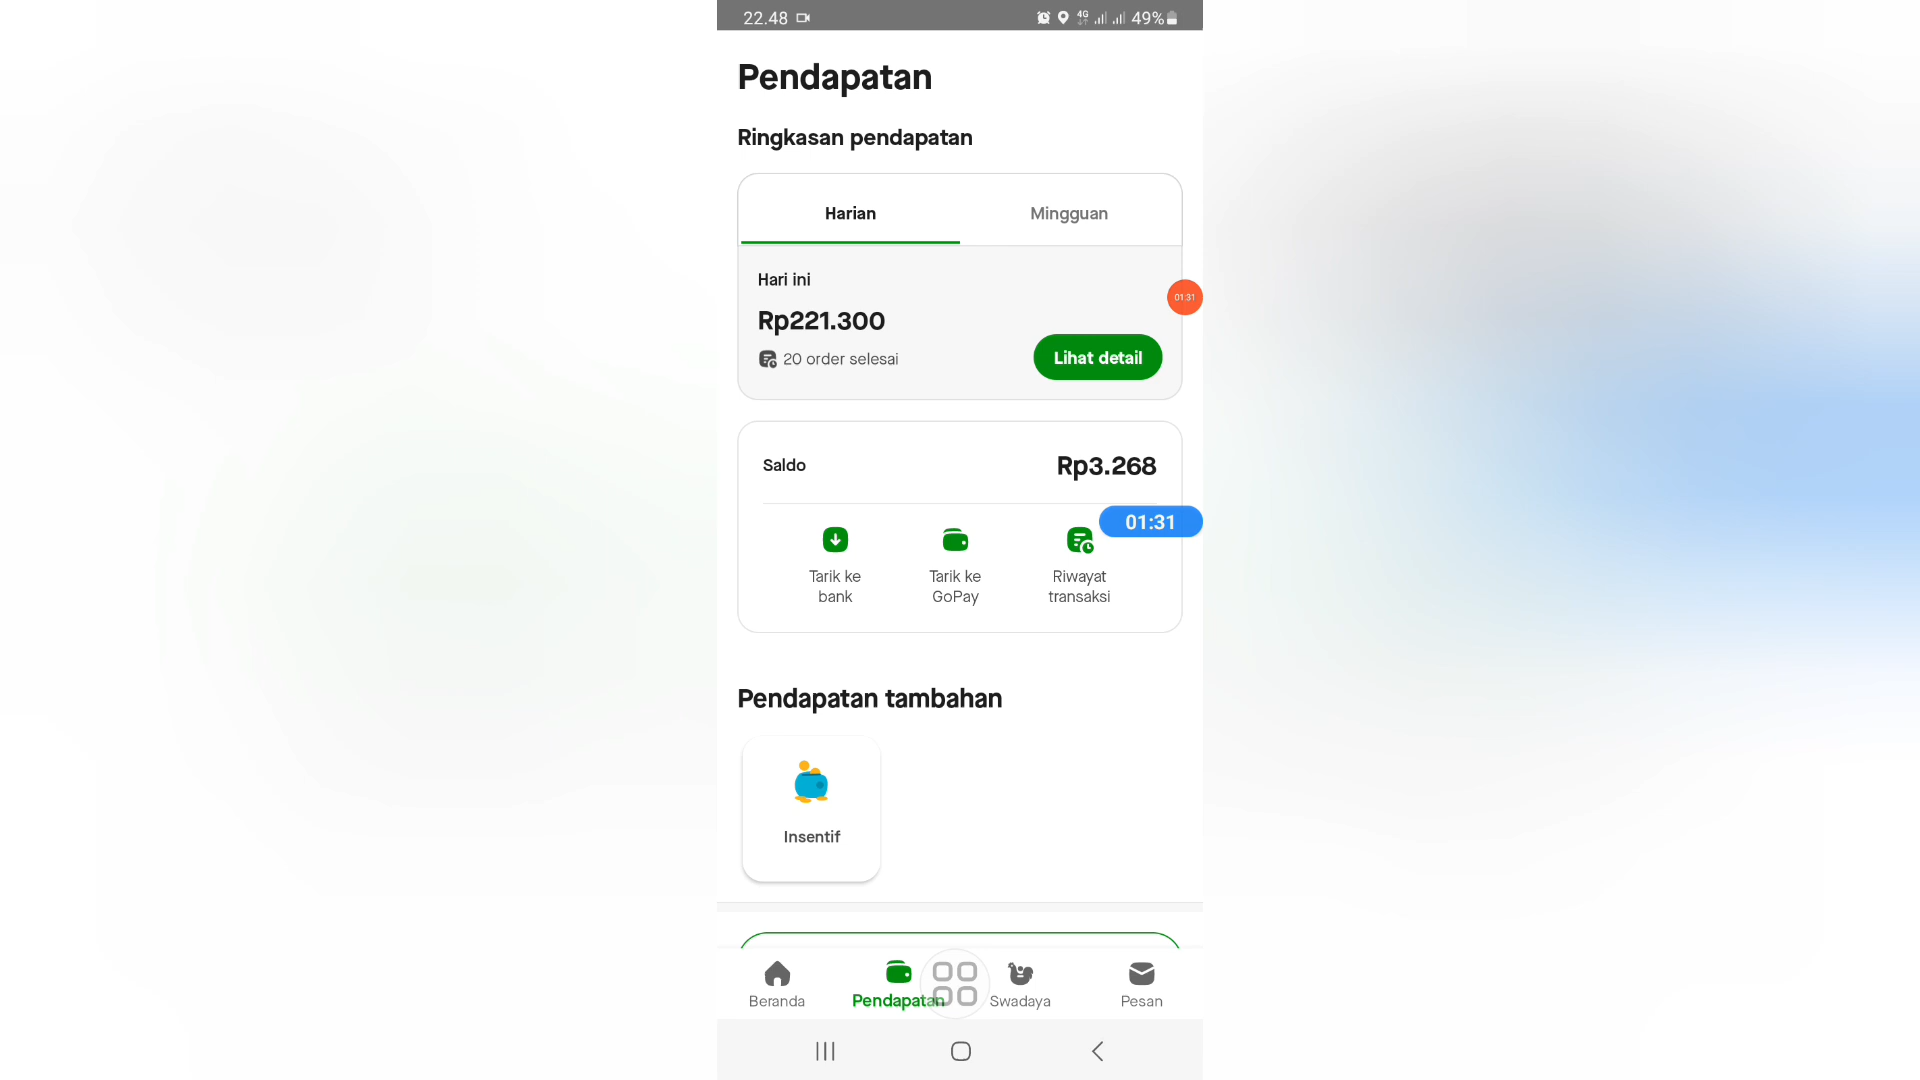 22.48
4G
49%
Pendapatan
Ringkasan pendapatan
Harian
Mingguan
Hari ini
01:31
Rp221.300
20 order selesai
Lihat detail
Saldo
Rp3.268
01:31
Tarik ke
bank
Tarik ke
GoPay
Riwayat
transaksi
Pendapatan tambahan
Insentif
Beranda
Pendapatan
Swadaya
Pesan